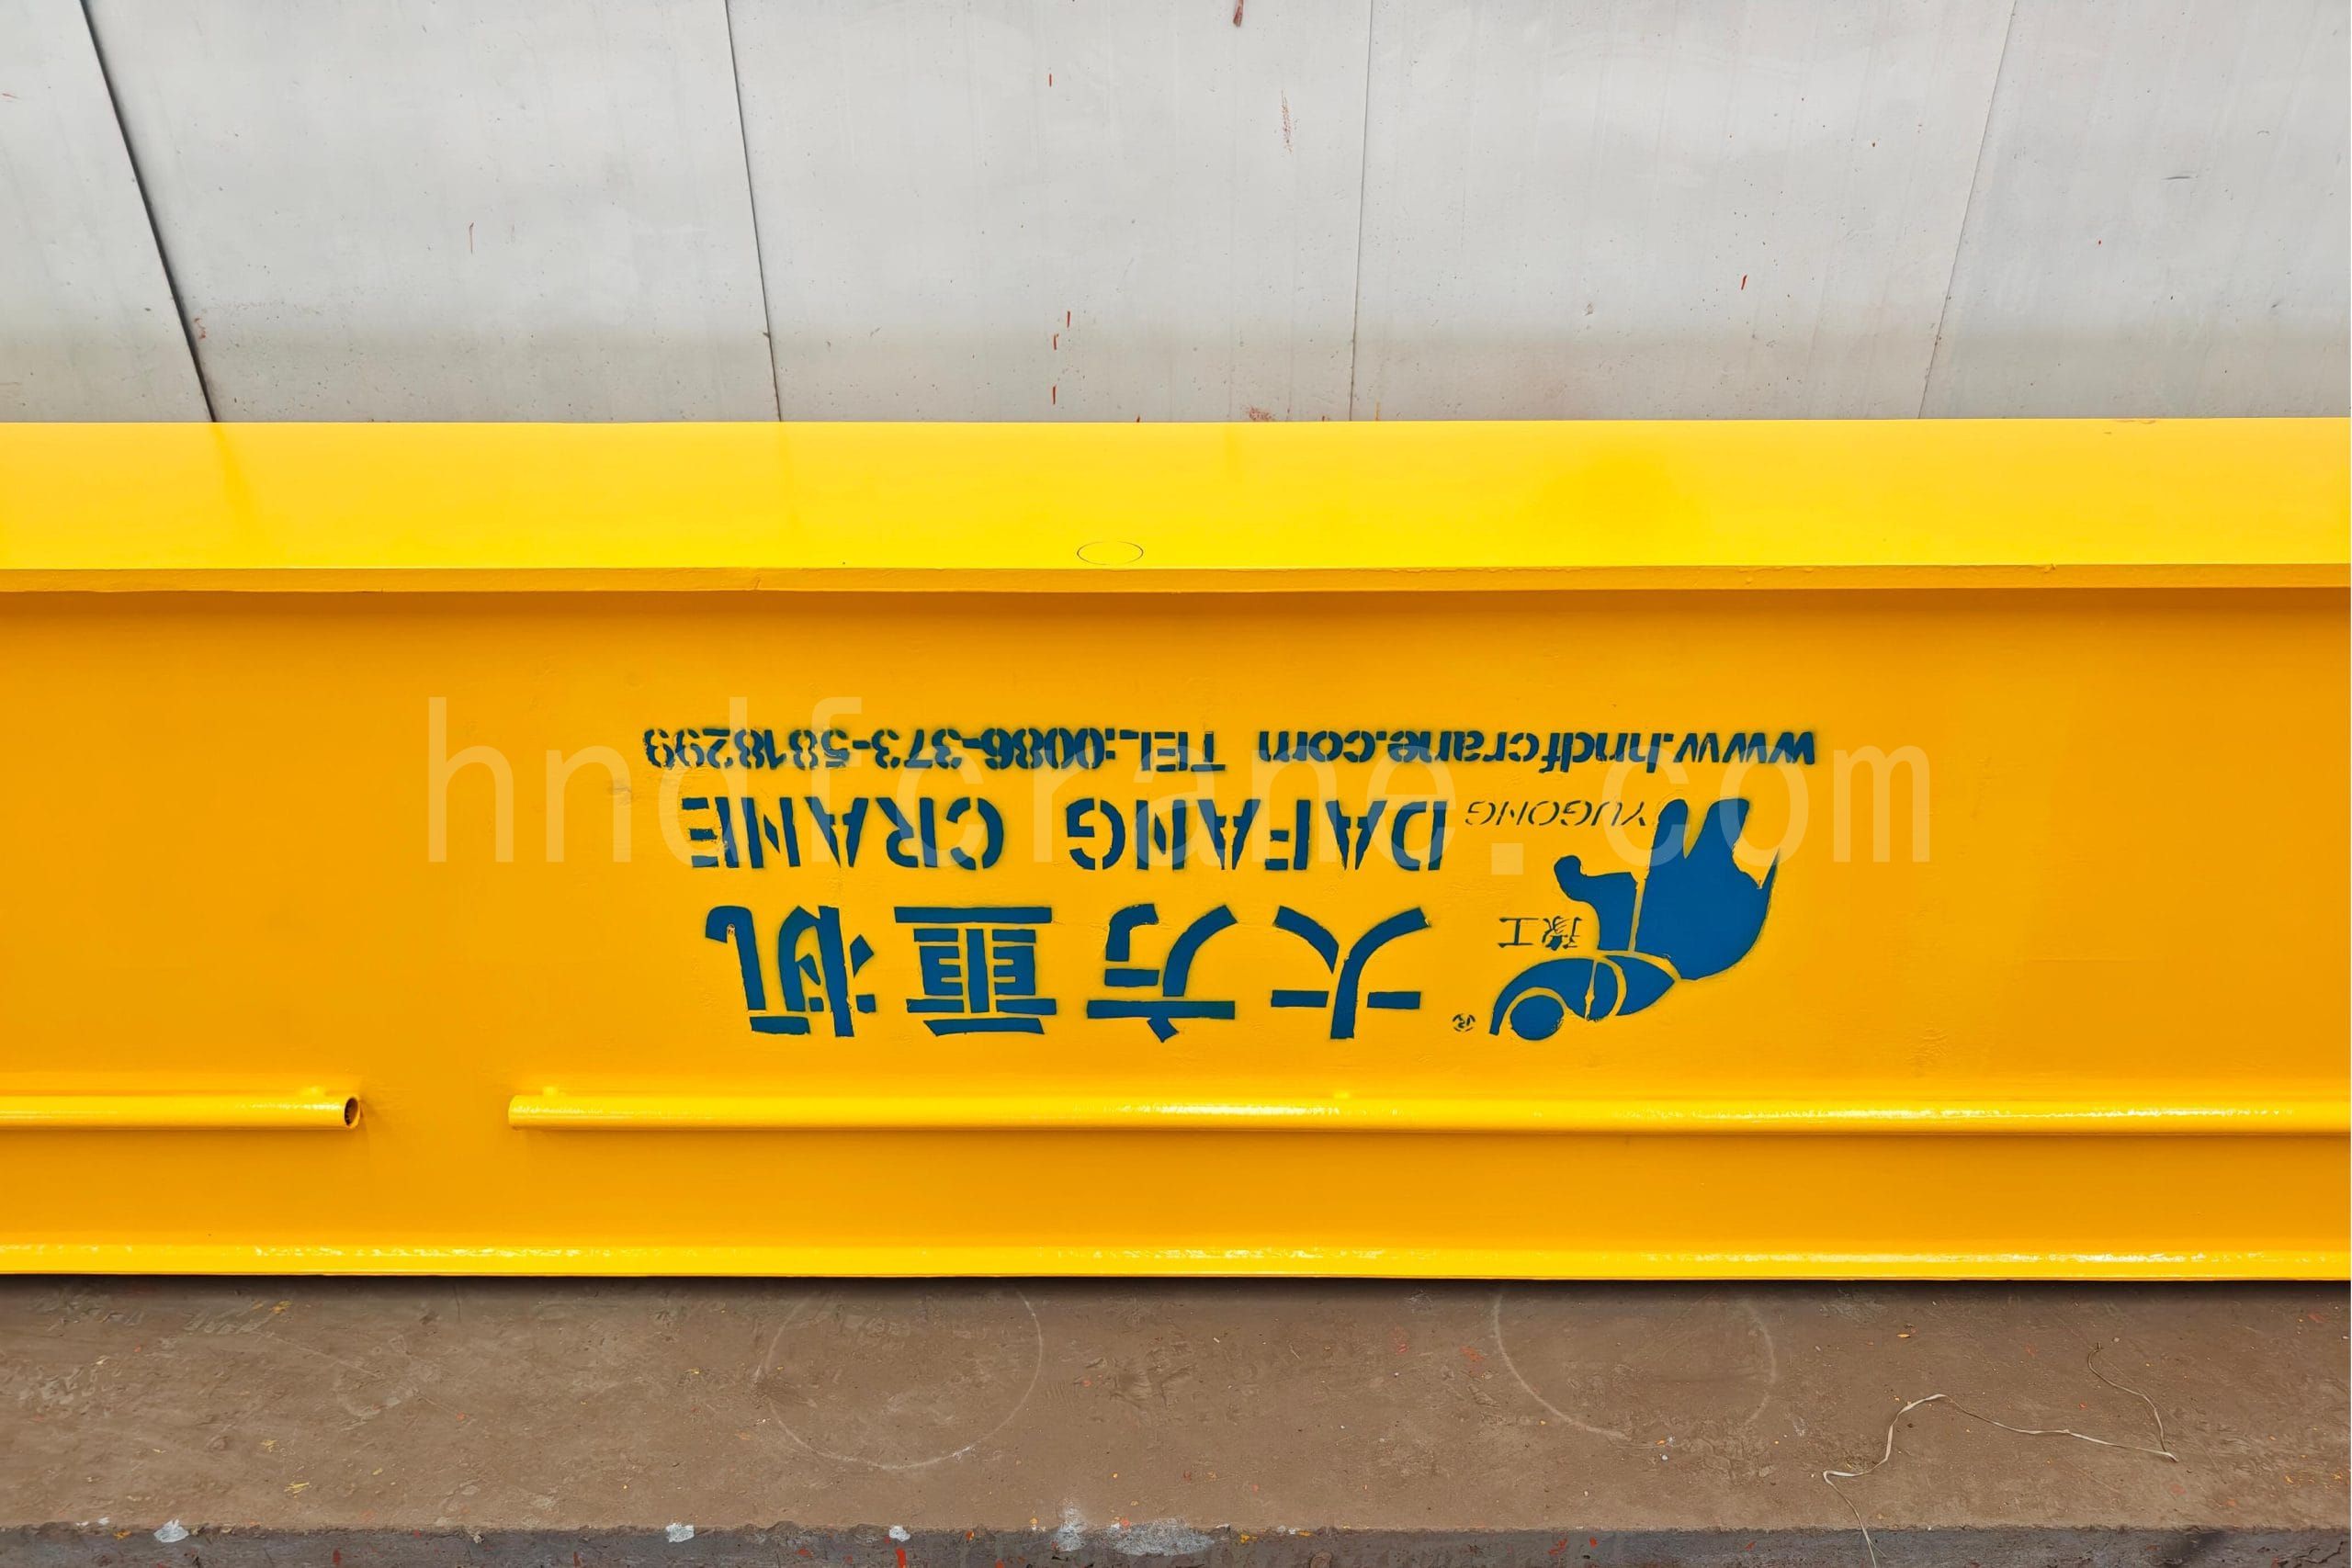 ®
大方重机
豫工
DAFANG CRANE
YUGONG
www.hndfcrane.com TEL:0086-373-5818299
hndfcrane.com